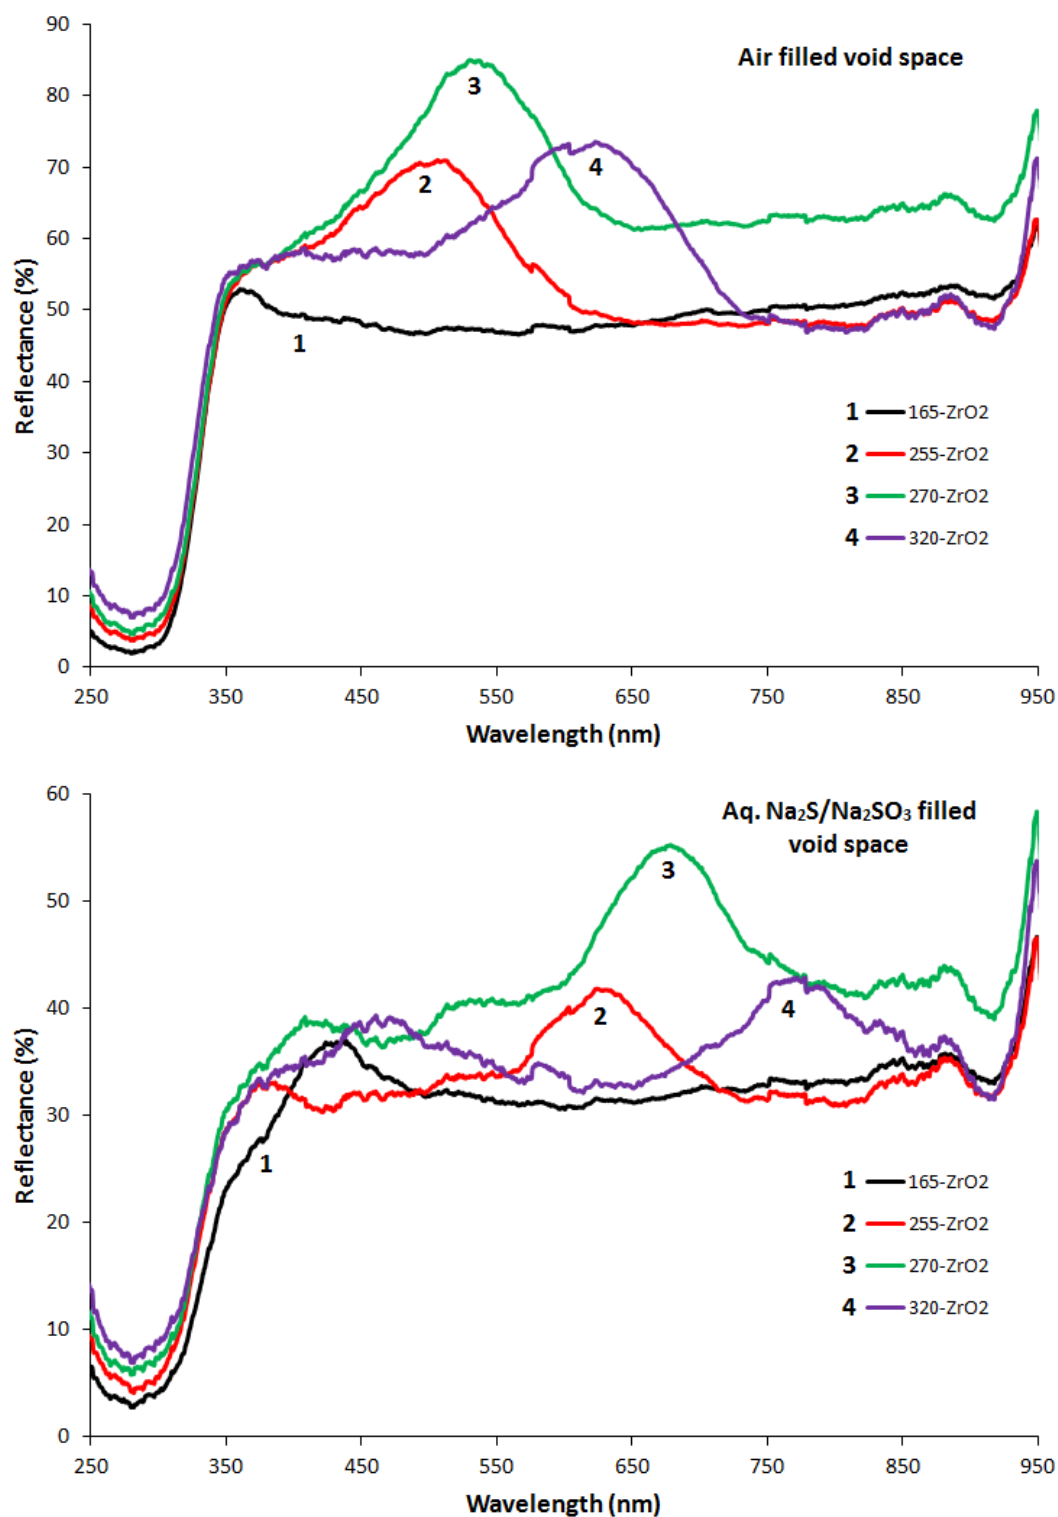 90
80
70
60
50
40
30
20
10
0
Reflectance (%)
Air filled void space
3
2
4
1
1 165-ZrO2
2 255-ZrO2
3 270-ZrO2
4 320-ZrO2
250 350 450 550 650 750 850 950
Wavelength (nm)
60
50
40
30
20
10
0
Reflectance (%)
Aq. Na₂S/Na₂SO₃ filled
void space
3
2
4
1
1 165-ZrO2
2 255-ZrO2
3 270-ZrO2
4 320-ZrO2
250 350 450 550 650 750 850 950
Wavelength (nm)